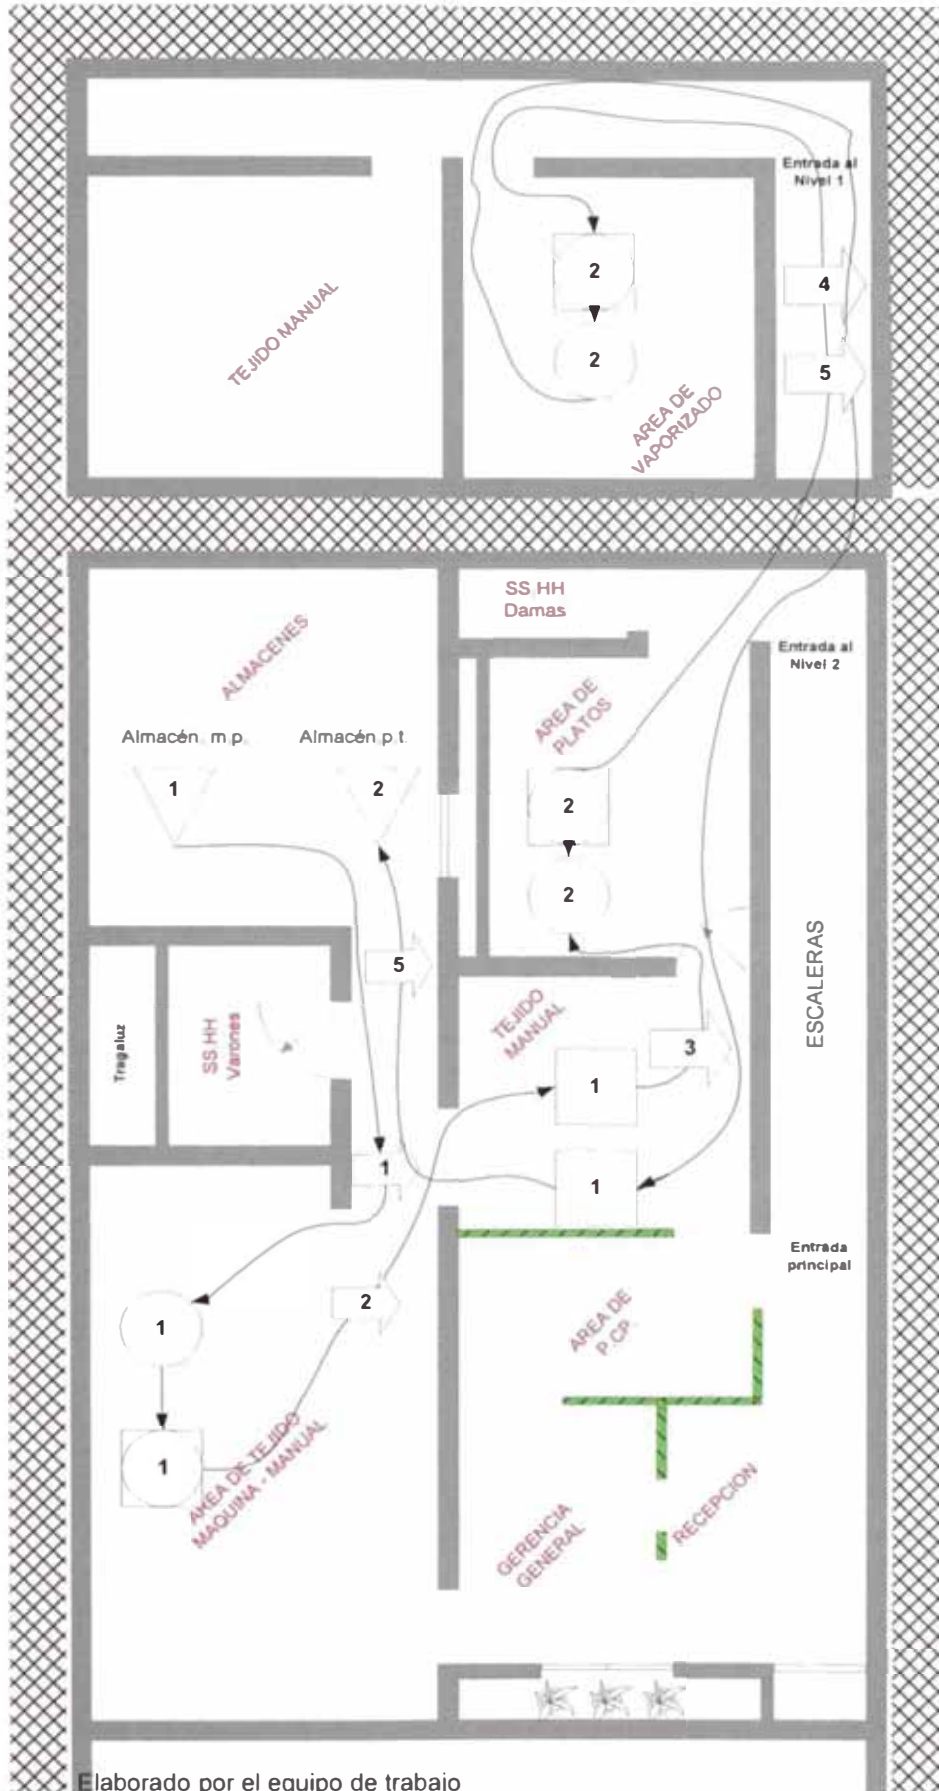 Entrada al
Nivel 1
2
4
TEJIDO MANUAL
2
5
AREA DE
VAPORIZADO
SS.HH
Damas
ALMACENES
Entrada al
Nivel 2
AREA DE
PLATOS
Almacén m.p.
Almacén p.t.
1
2
2
2
ESCALERAS
5
TEJIDO
MANUAL
Tragaluz
SS.HH
Varones
3
1
1
1
Entrada
principal
2
1
AREA DE
P.CP.
1
AREA DE TEJIDO
MAQUINA - MANUAL
GERENCIA
GENERAL
RECEPCION
Elaborado por el equipo de trabajo